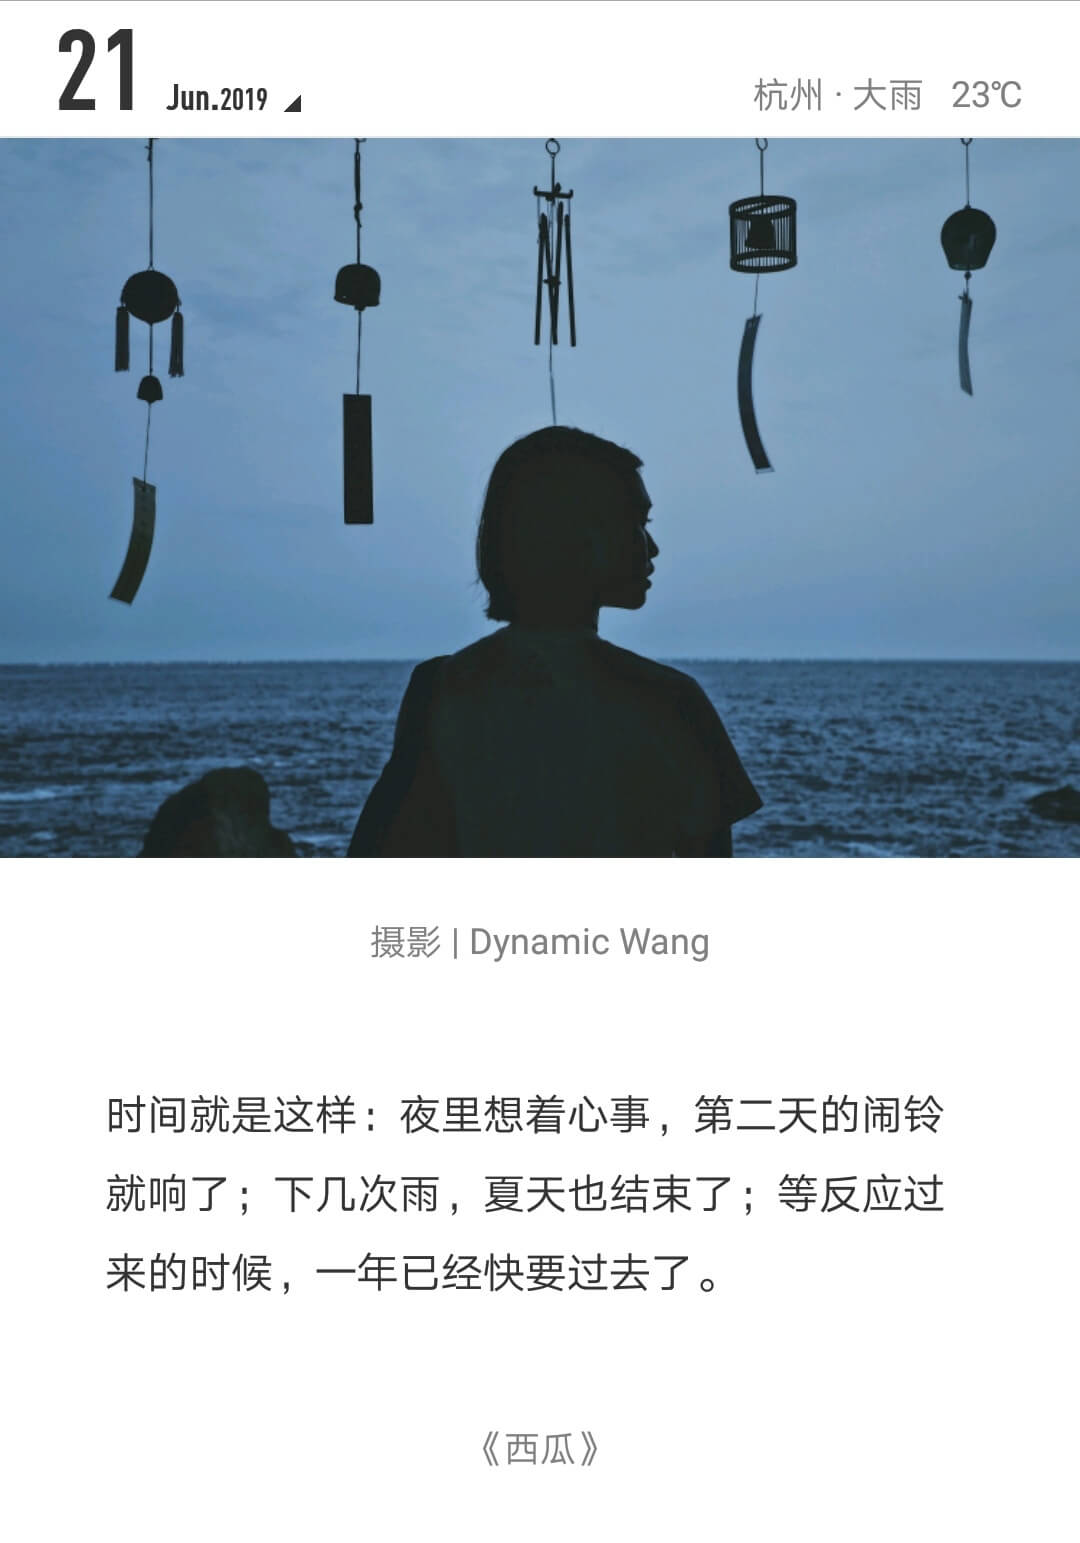 21 Jun.2019
杭州 · 大雨 23℃
摄影 | Dynamic Wang
时间就是这样：夜里想着心事，第二天的闹铃
就响了；下几次雨，夏天也结束了；等反应过
来的时候，一年已经快要过去了。
《西瓜》